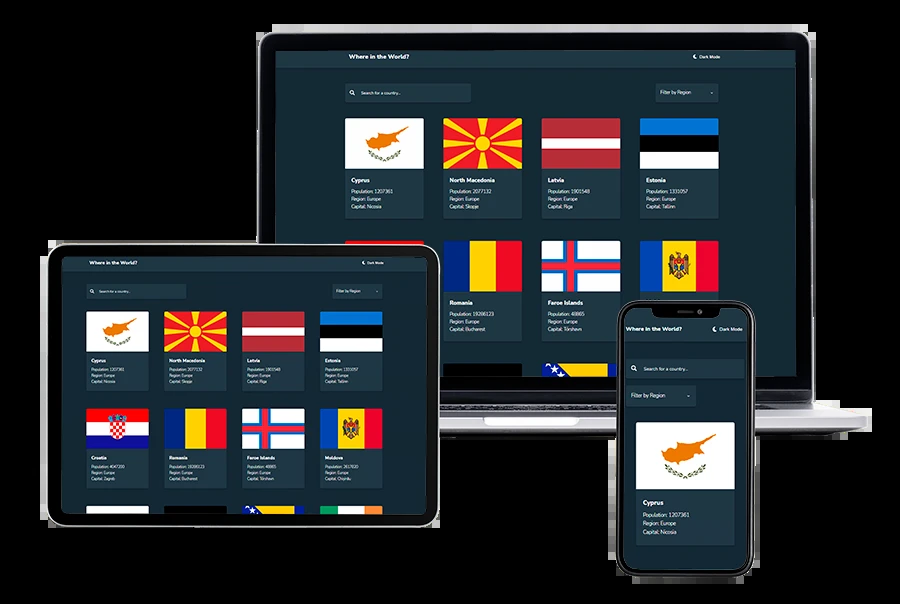 Where in the World?
Dark Mode
Search for a country...
Filter by Region
Cyprus
Population: 1207361
Region: Europe
Capital: Nicosia
North Macedonia
Population: 2077132
Region: Europe
Capital: Skopje
Latvia
Population: 1901548
Region: Europe
Capital: Riga
Estonia
Population: 1331057
Region: Europe
Capital: Tallinn
Romania
Population: 19286123
Region: Europe
Capital: Bucharest
Faroe Islands
Population: 48865
Region: Europe
Capital: Tórshavn
Where in the World?
Dark Mode
Search for a country...
Filter by Region
Cyprus
Population: 1207361
Region: Europe
Capital: Nicosia
North Macedonia
Population: 2077132
Region: Europe
Capital: Skopje
Latvia
Population: 1901548
Region: Europe
Capital: Riga
Estonia
Population: 1331057
Region: Europe
Capital: Tallinn
Croatia
Population: 4047200
Region: Europe
Capital: Zagreb
Romania
Population: 19286123
Region: Europe
Capital: Bucharest
Faroe Islands
Population: 48865
Region: Europe
Capital: Tórshavn
Moldova
Population: 2617820
Region: Europe
Capital: Chișinău
Where in the World?
Dark Mode
Search for a country...
Filter by Region
Cyprus
Population: 1207361
Region: Europe
Capital: Nicosia